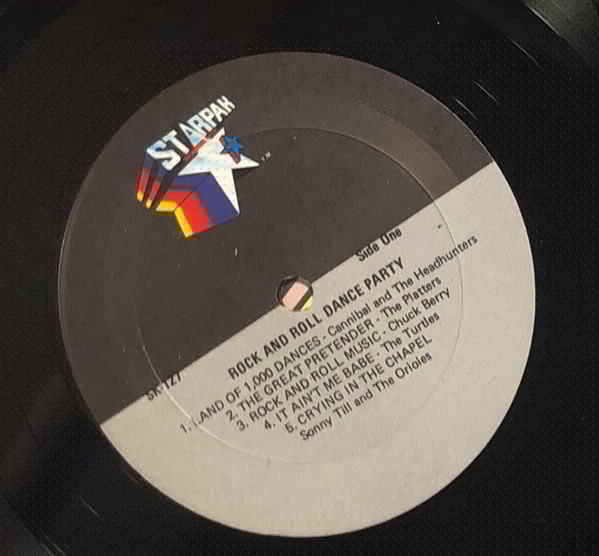 STARPAK
TM
Side One
SK-127
ROCK AND ROLL DANCE PARTY
1. LAND OF 1,000 DANCES - Cannibal and The Headhunters
2. THE GREAT PRETENDER - The Platters
3. ROCK AND ROLL MUSIC - Chuck Berry
4. IT AIN'T ME BABE - The Turtles
5. CRYING IN THE CHAPEL
Sonny Till and The Orioles